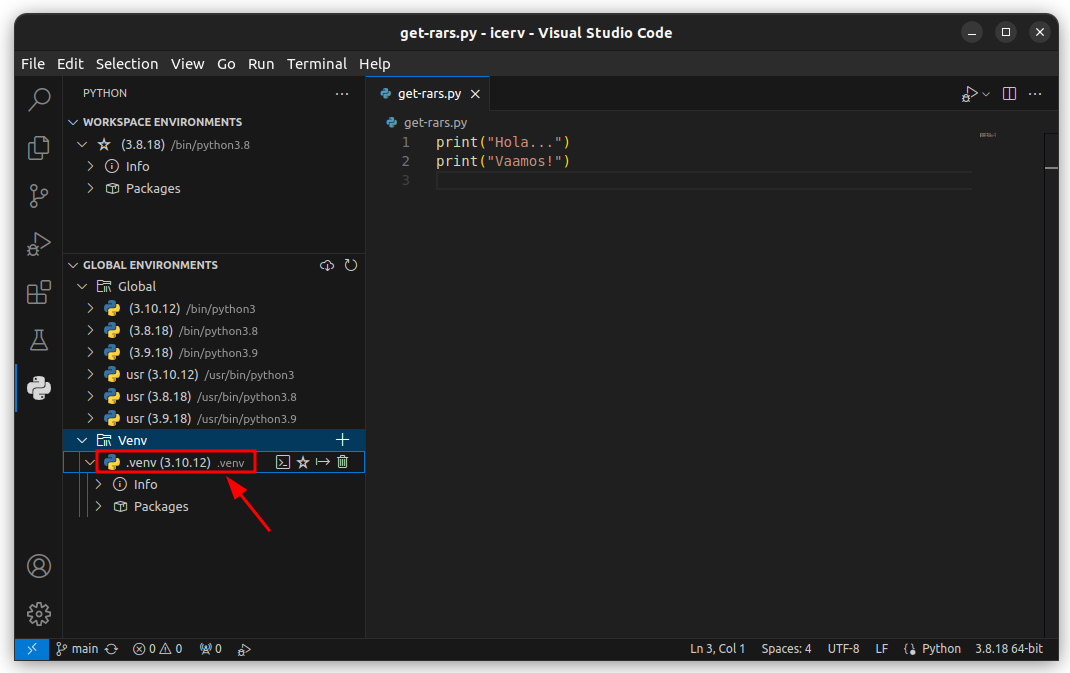 get-rars.py - icerv - Visual Studio Code
File Edit Selection View Go Run Terminal Help
PYTHON
WORKSPACE ENVIRONMENTS
(3.8.18) /bin/python3.8
Info
Packages
GLOBAL ENVIRONMENTS
Global
(3.10.12) /bin/python3
(3.8.18) /bin/python3.8
(3.9.18) /bin/python3.9
usr (3.10.12) /usr/bin/python3
usr (3.8.18) /usr/bin/python3.8
usr (3.9.18) /usr/bin/python3.9
Venv
.venv (3.10.12) .venv
Info
Packages
get-rars.py
get-rars.py
1 print("Hola...")
2 print("Vaamos!")
3
main 0 0 0 Ln 3, Col 1 Spaces: 4 UTF-8 LF Python 3.8.18 64-bit